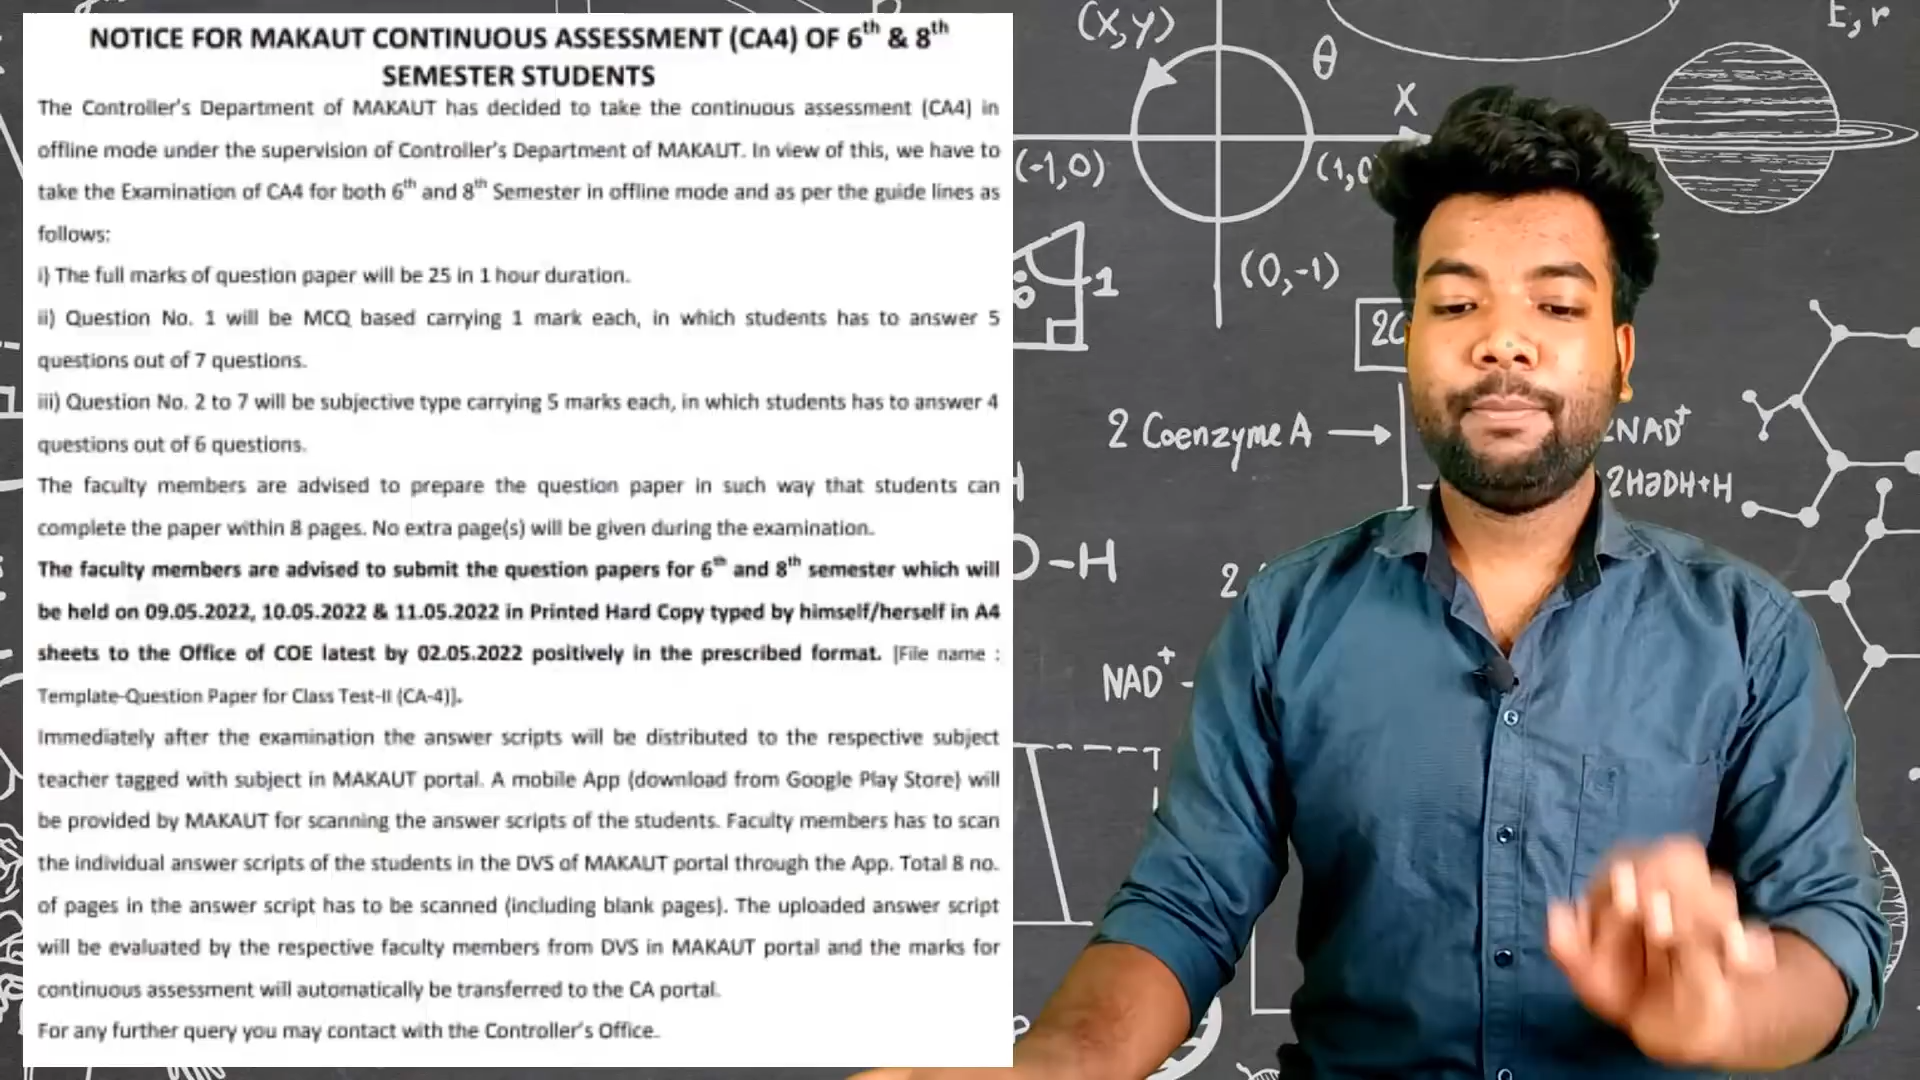 NOTICE FOR MAKAUT CONTINUOUS ASSESSMENT (CA4) OF 6th & 8th
SEMESTER STUDENTS
The Controller's Department of MAKAUT has decided to take the continuous assessment (CA4) in
offline mode under the supervision of Controller's Department of MAKAUT. In view of this, we have to
take the Examination of CA4 for both 6th and 8th Semester in offline mode and as per the guide lines as
follows:
i) The full marks of question paper will be 25 in 1 hour duration.
ii) Question No. 1 will be MCQ based carrying 1 mark each, in which students has to answer 5
questions out of 7 questions.
iii) Question No. 2 to 7 will be subjective type carrying 5 marks each, in which students has to answer 4
questions out of 6 questions.
The faculty members are advised to prepare the question paper in such way that students can
complete the paper within 8 pages. No extra page(s) will be given during the examination.
The faculty members are advised to submit the question papers for 6th and 8th semester which will
be held on 09.05.2022, 10.05.2022 & 11.05.2022 in Printed Hard Copy typed by himself/herself in A4
sheets to the Office of COE latest by 02.05.2022 positively in the prescribed format. [File name :
Template-Question Paper for Class Test-II (CA-4)].
Immediately after the examination the answer scripts will be distributed to the respective subject
teacher tagged with subject in MAKAUT portal. A mobile App (download from Google Play Store) will
be provided by MAKAUT for scanning the answer scripts of the students. Faculty members has to scan
the individual answer scripts of the students in the DVS of MAKAUT portal through the App. Total 8 no.
of pages in the answer script has to be scanned (including blank pages). The uploaded answer script
will be evaluated by the respective faculty members from DVS in MAKAUT portal and the marks for
continuous assessment will automatically be transferred to the CA portal.
For any further query you may contact with the Controller's Office.
(x,y)
θ
E,r
X
(-1,0)
(1,0
(0,-1)
1
2C
2 Coenzyme A
2NAD+
2HaDH+H
O-H
2
NAD+